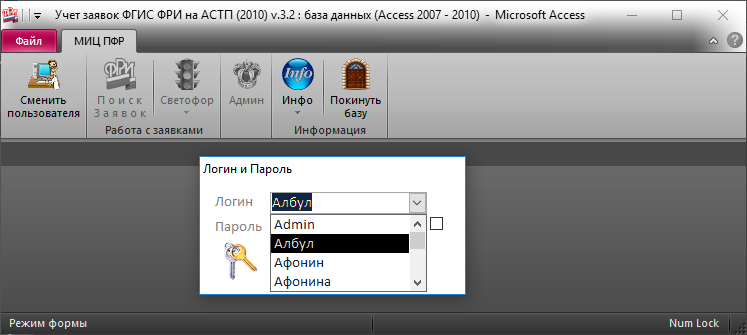 Учет заявок ФГИС ФРИ на АСТП (2010) v.3.2 : база данных (Access 2007 - 2010) - Microsoft Access
Файл
МИЦ ПФР
Сменить
пользователя
ФРИ
Поиск
Заявок
Светофор
Админ
Info
Инфо
Покинуть
базу
Работа с заявками
Информация
Логин и Пароль
Логин
Албул
Пароль
Admin
Албул
Афонин
Афонина
Режим формы
Num Lock